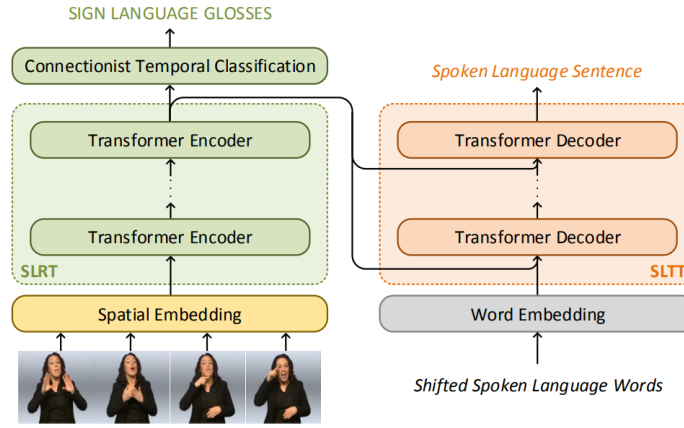 SIGN LANGUAGE GLOSSES
Connectionist Temporal Classification
Transformer Encoder
Transformer Encoder
SLRT
Spatial Embedding
Spoken Language Sentence
Transformer Decoder
Transformer Decoder
SLTT
Word Embedding
Shifted Spoken Language Words